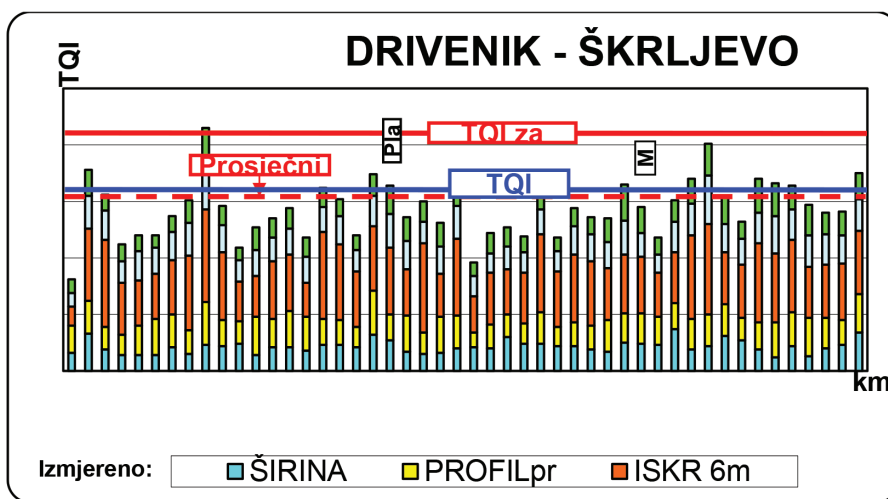 DRIVENIK - ŠKRLJEVO
TQI
Pla
TQI za
Prosječni
M
TQI
km
Izmjereno: ŠIRINA PROFILpr ISKR 6m